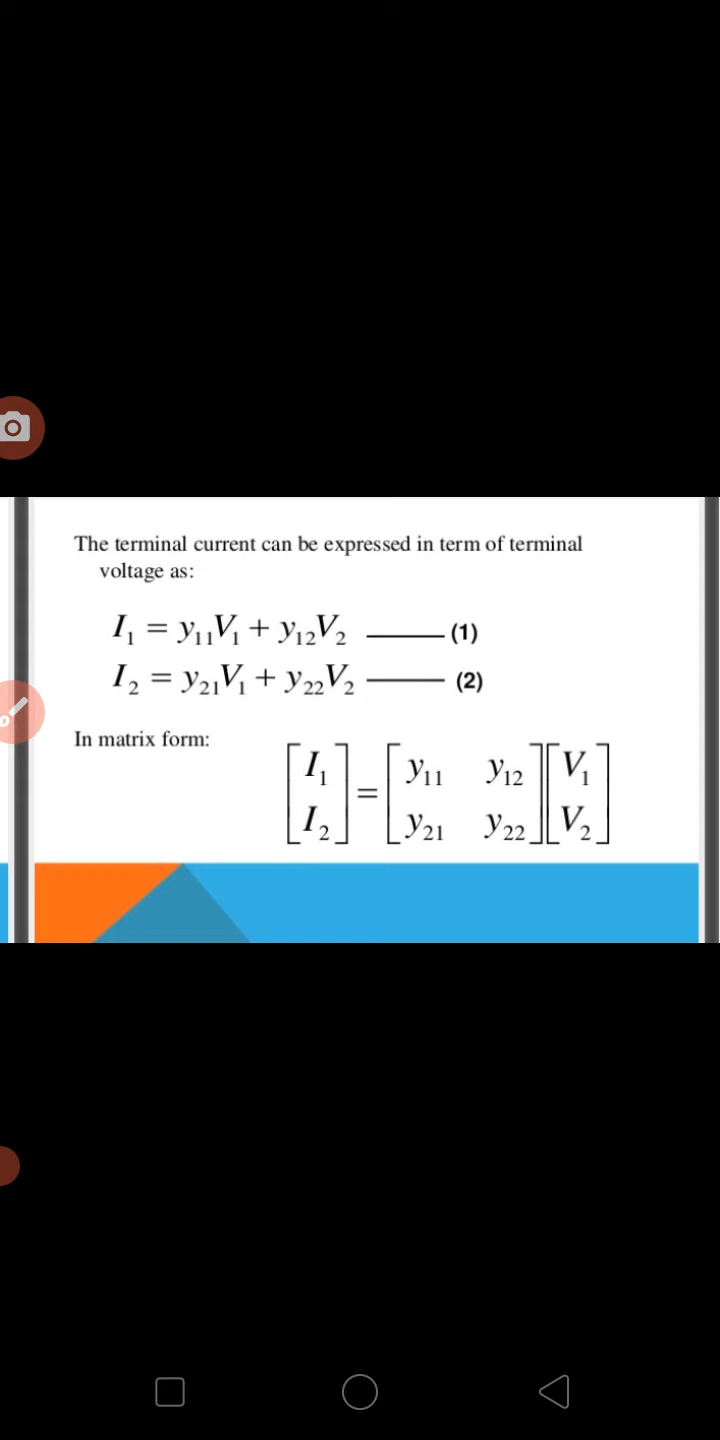 The terminal current can be expressed in term of terminal
voltage as:
I₁ = y₁₁V₁ + y₁₂V₂ ——— (1)
I₂ = y₂₁V₁ + y₂₂V₂ ——— (2)
In matrix form:
[I₁] = [y₁₁ y₁₂] [V₁]
[I₂] [y₂₁ y₂₂] [V₂]